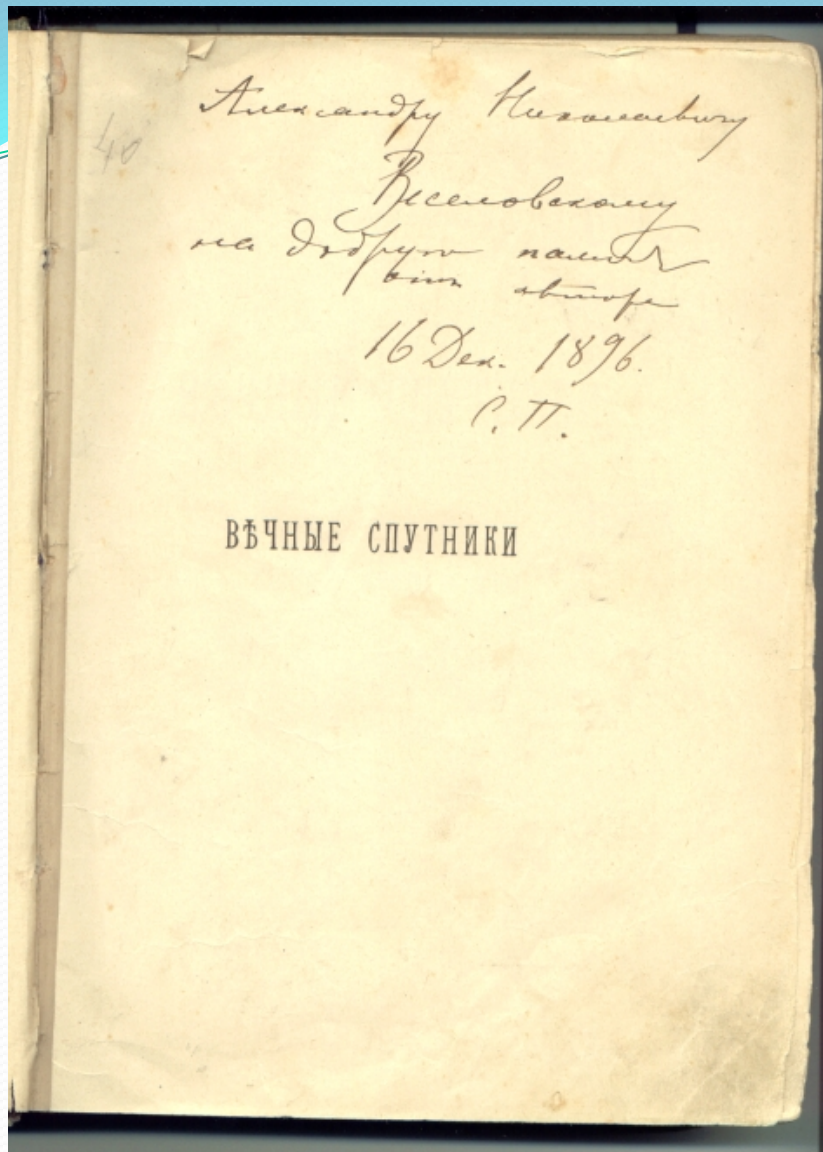 Александру Николаевичу
40
Веселовскому
на добрую память
отъ автора
16 Дек. 1896.
С. П.
ВѢЧНЫЕ СПУТНИКИ